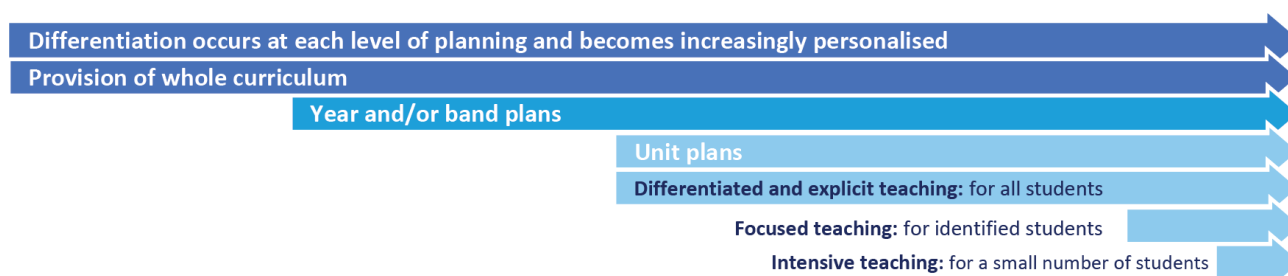 Differentiation occurs at each level of planning and becomes increasingly personalised
Provision of whole curriculum
Year and/or band plans
Unit plans
Differentiated and explicit teaching: for all students
Focused teaching: for identified students
Intensive teaching: for a small number of students